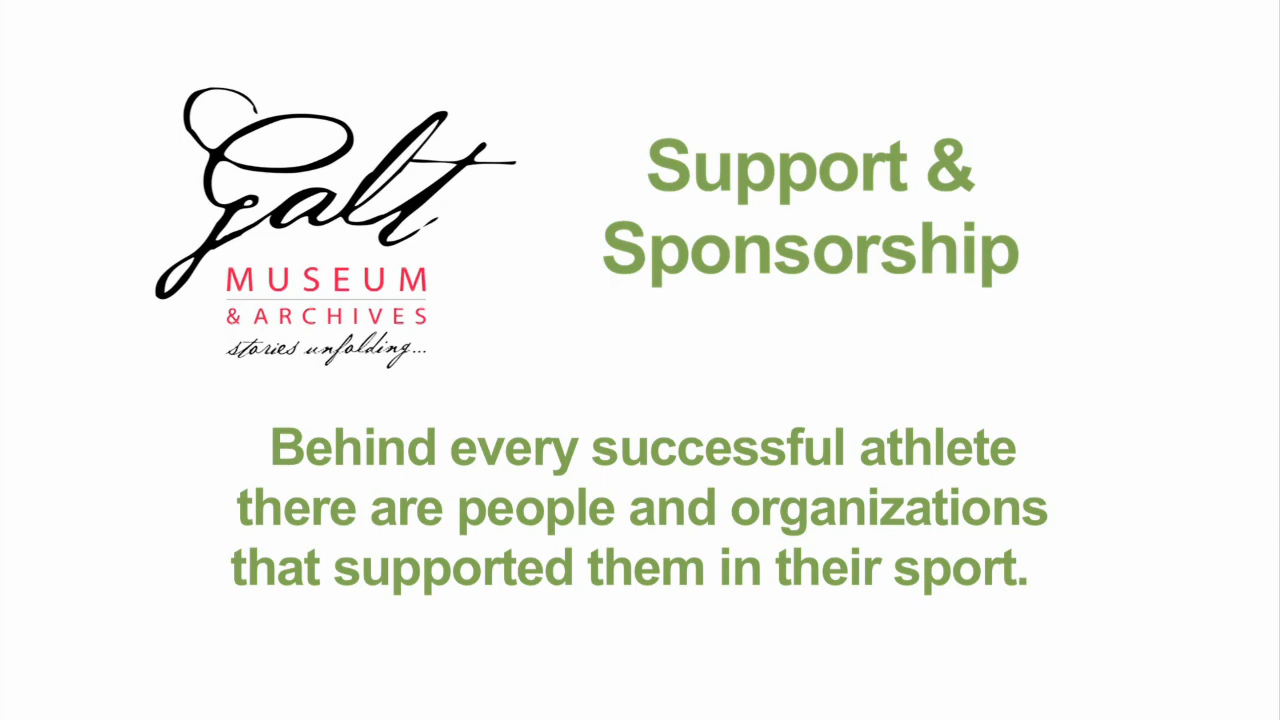 Galt
MUSEUM
& ARCHIVES
stories unfolding...
Support &
Sponsorship
Behind every successful athlete
there are people and organizations
that supported them in their sport.